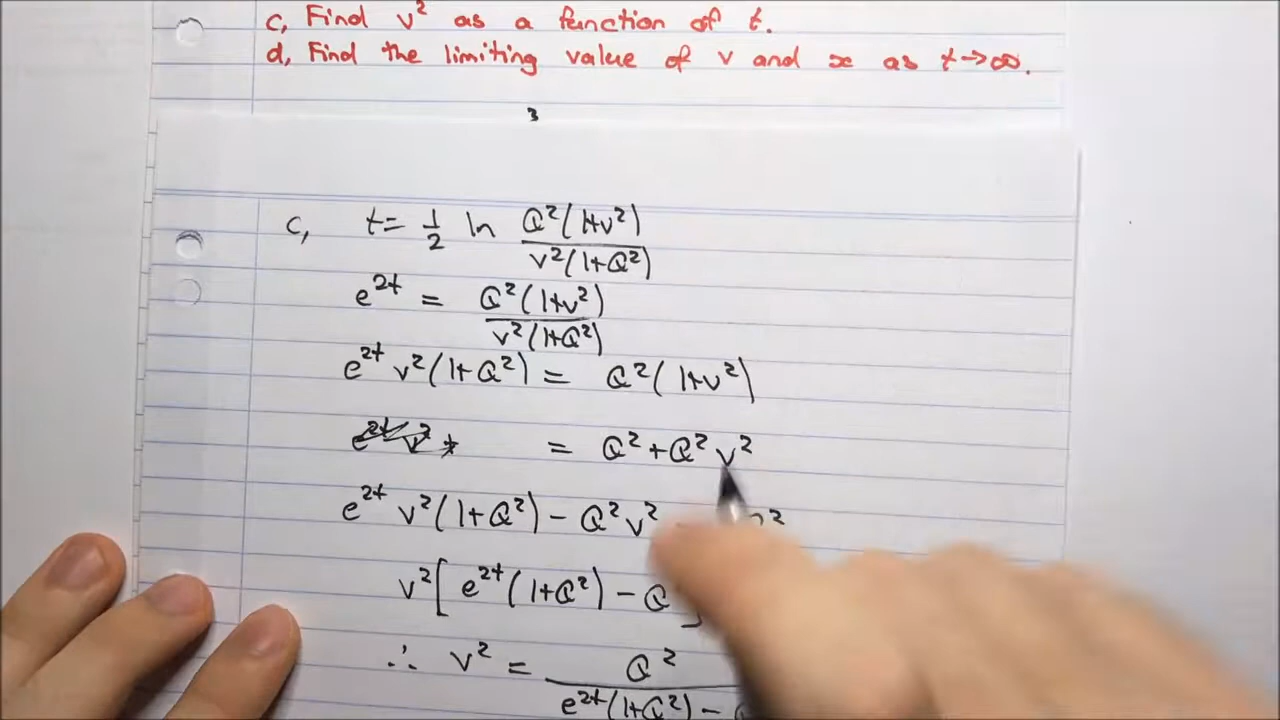 c, Find v² as a function of t.
d, Find the limiting value of v and x as t→∞.
3
c, t = 1/2 ln Q²(1+v²) / v²(1+Q²)
e^2t = Q²(1+v²) / v²(1+Q²)
e^2t v²(1+Q²) = Q²(1+v²)
= Q²+Q²v²
e^2t v²(1+Q²) - Q²v²
v²[ e^2t(1+Q²) - Q
∴ v² = Q² / e^2t(1+Q²) -